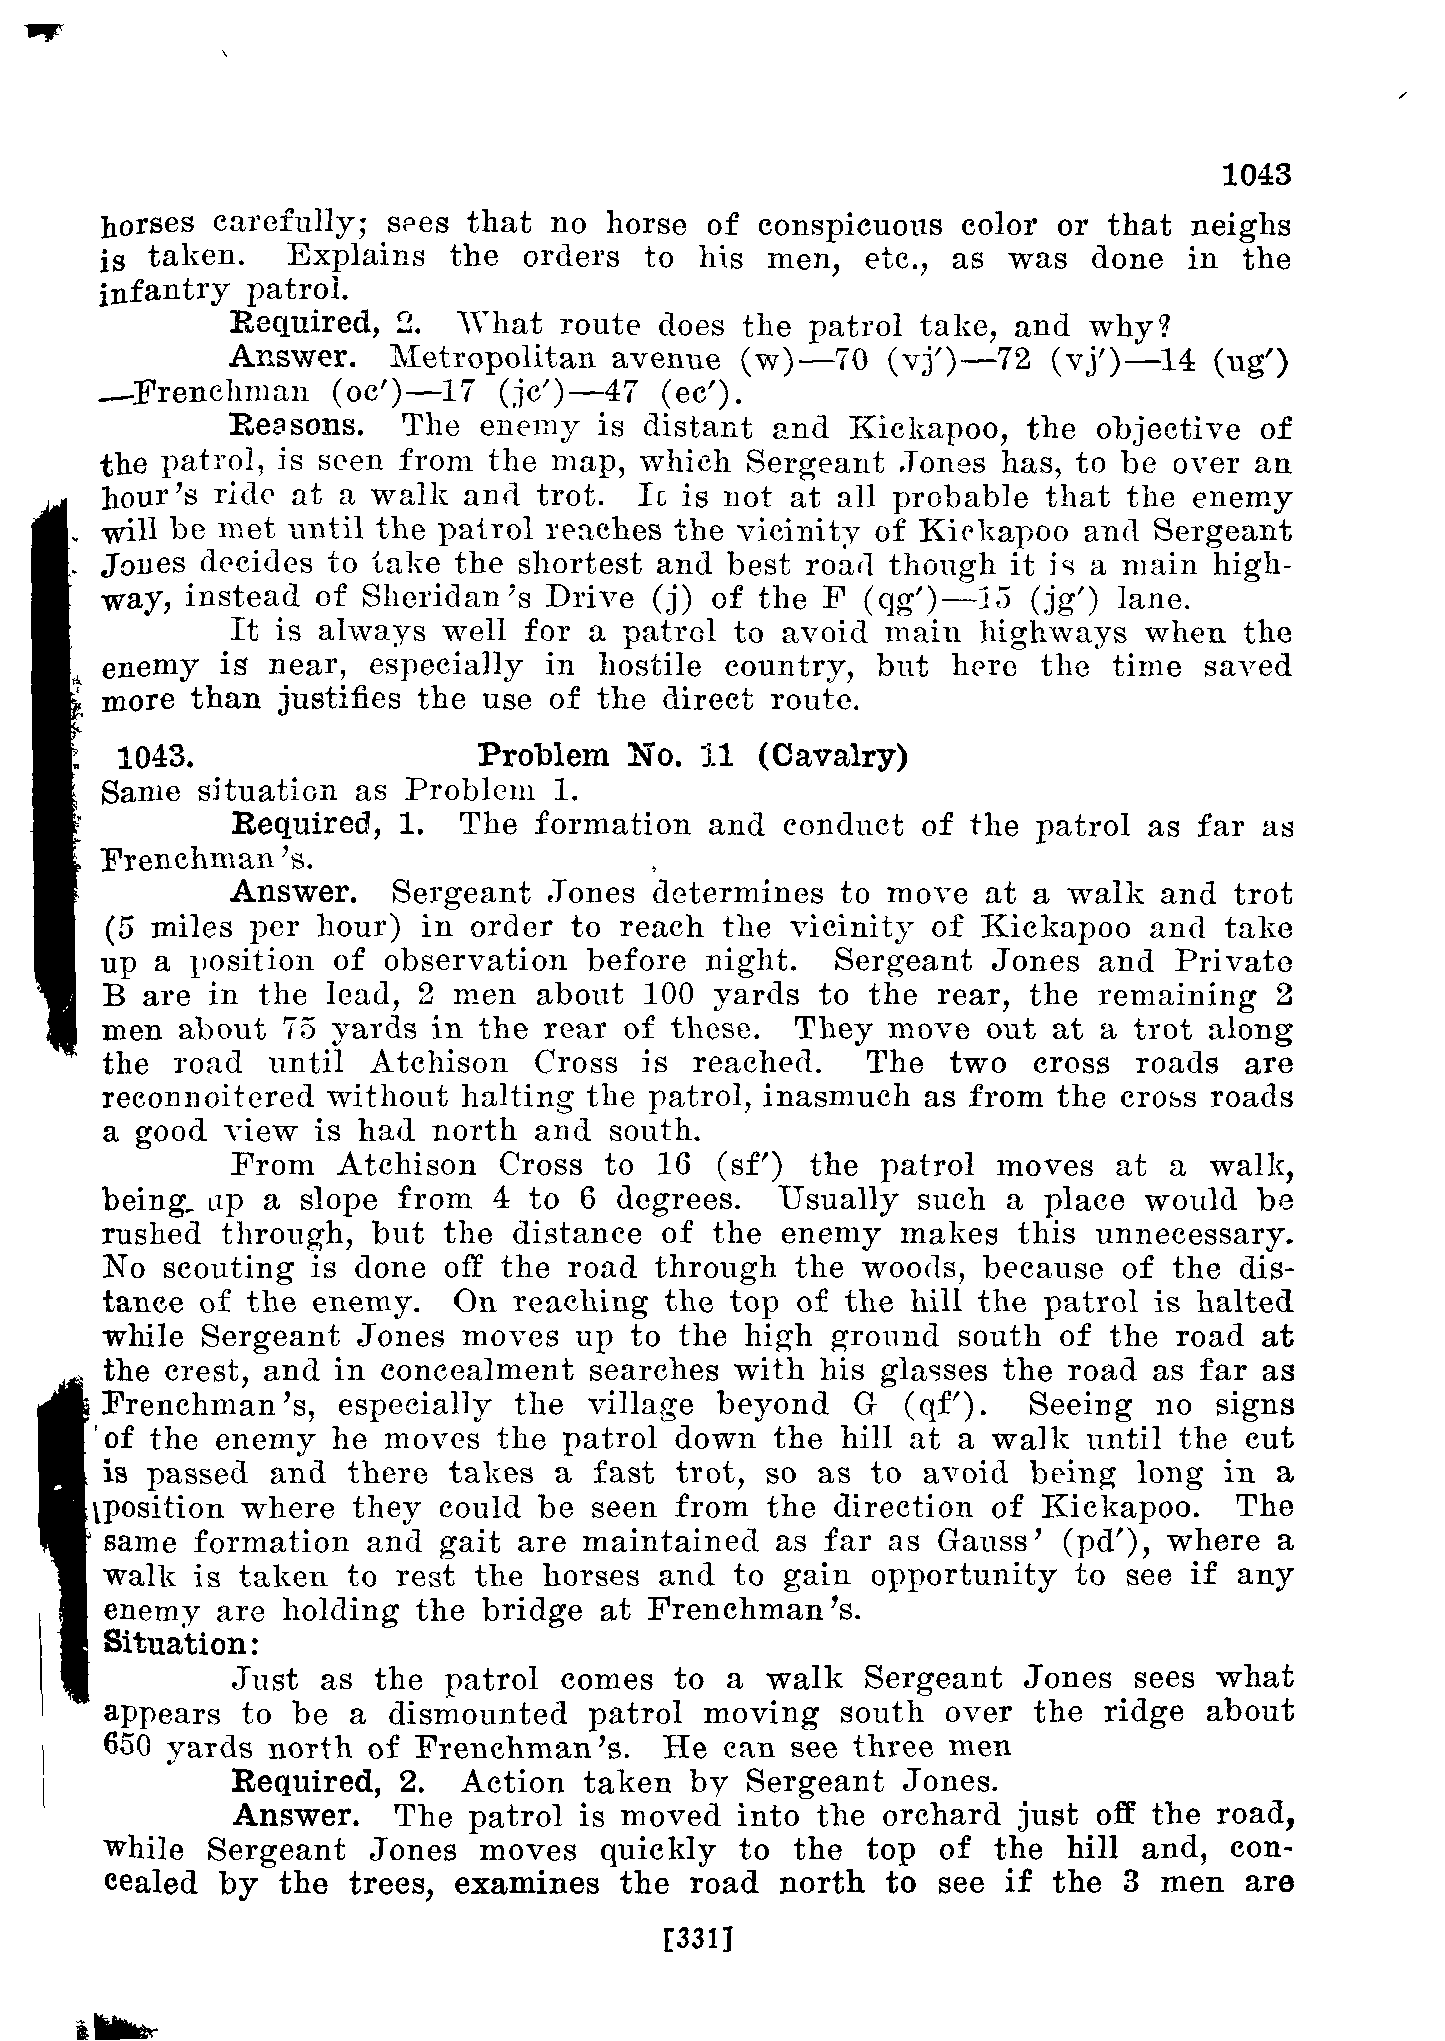 1043
horses carefully; sees that no horse of conspicuous color or that neighs
is taken. Explains the orders to his men, etc., as was done in the
infantry patrol.
Required, 2. What route does the patrol take, and why?
Answer. Metropolitan avenue (w)—70 (vj′)—72 (vj′)—14 (ug′)
—Frenchman (oc′)—17 (jc′)—47 (ec′).
Reasons. The enemy is distant and Kickapoo, the objective of
the patrol, is seen from the map, which Sergeant Jones has, to be over an
hour's ride at a walk and trot. It is not at all probable that the enemy
will be met until the patrol reaches the vicinity of Kickapoo and Sergeant
Jones decides to take the shortest and best road though it is a main high-
way, instead of Sheridan's Drive (j) of the F (qg′)—15 (jg′) lane.
It is always well for a patrol to avoid main highways when the
enemy is near, especially in hostile country, but here the time saved
more than justifies the use of the direct route.
1043. Problem No. 11 (Cavalry)
Same situation as Problem 1.
Required, 1. The formation and conduct of the patrol as far as
Frenchman's.
Answer. Sergeant Jones determines to move at a walk and trot
(5 miles per hour) in order to reach the vicinity of Kickapoo and take
up a position of observation before night. Sergeant Jones and Private
B are in the lead, 2 men about 100 yards to the rear, the remaining 2
men about 75 yards in the rear of these. They move out at a trot along
the road until Atchison Cross is reached. The two cross roads are
reconnoitered without halting the patrol, inasmuch as from the cross roads
a good view is had north and south.
From Atchison Cross to 16 (sf′) the patrol moves at a walk,
being up a slope from 4 to 6 degrees. Usually such a place would be
rushed through, but the distance of the enemy makes this unnecessary.
No scouting is done off the road through the woods, because of the dis-
tance of the enemy. On reaching the top of the hill the patrol is halted
while Sergeant Jones moves up to the high ground south of the road at
the crest, and in concealment searches with his glasses the road as far as
Frenchman's, especially the village beyond G (qf′). Seeing no signs
of the enemy he moves the patrol down the hill at a walk until the cut
is passed and there takes a fast trot, so as to avoid being long in a
position where they could be seen from the direction of Kickapoo. The
same formation and gait are maintained as far as Gauss' (pd′), where a
walk is taken to rest the horses and to gain opportunity to see if any
enemy are holding the bridge at Frenchman's.
Situation:
Just as the patrol comes to a walk Sergeant Jones sees what
appears to be a dismounted patrol moving south over the ridge about
650 yards north of Frenchman's. He can see three men
Required, 2. Action taken by Sergeant Jones.
Answer. The patrol is moved into the orchard just off the road,
while Sergeant Jones moves quickly to the top of the hill and, con-
cealed by the trees, examines the road north to see if the 3 men are
[331]